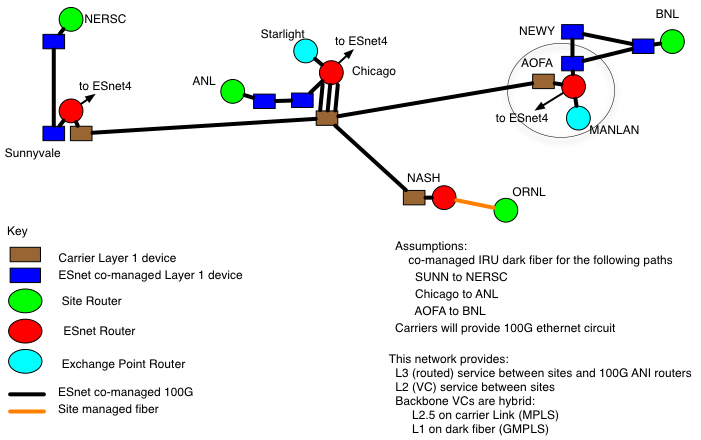 NERSC
to ESnet4
Sunnyvale
Starlight
to ESnet4
ANL
Chicago
BNL
NEWY
AOFA
to ESnet4
MANLAN
NASH
ORNL
Key
Carrier Layer 1 device
ESnet co-managed Layer 1 device
Site Router
ESnet Router
Exchange Point Router
ESnet co-managed 100G
Site managed fiber
Assumptions:
co-managed IRU dark fiber for the following paths
SUNN to NERSC
Chicago to ANL
AOFA to BNL
Carriers will provide 100G ethernet circuit
This network provides:
L3 (routed) service between sites and 100G ANI routers
L2 (VC) service between sites
Backbone VCs are hybrid:
L2.5 on carrier Link (MPLS)
L1 on dark fiber (GMPLS)